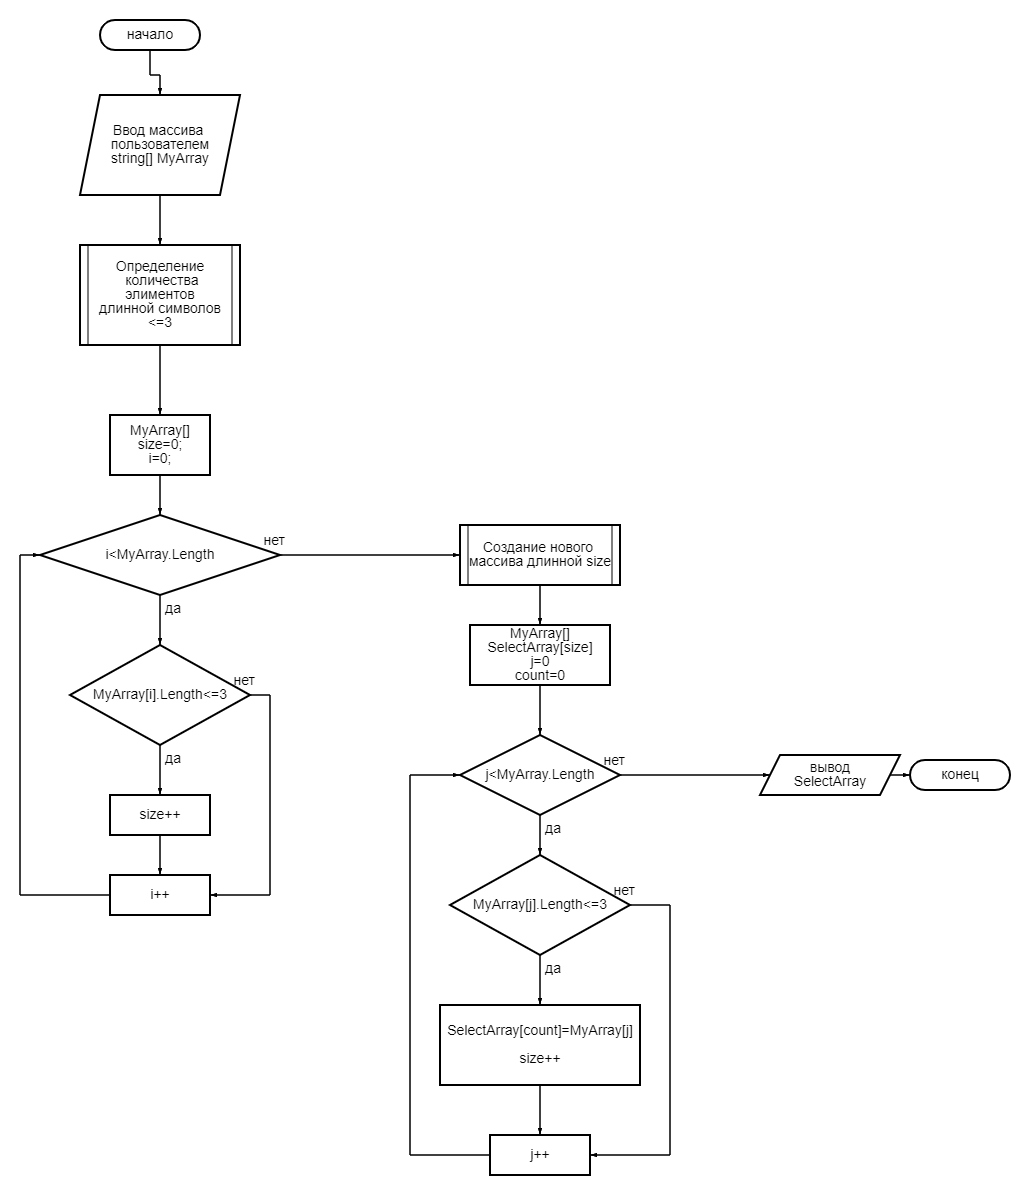 начало
Ввод массива
пользователем
string[] MyArray
Определение
количества
элиментов
длинной символов
<=3
MyArray[]
size=0;
i=0;
i<MyArray.Length
нет
да
MyArray[i].Length<=3
нет
да
size++
i++
Создание нового
массива длинной size
MyArray[]
SelectArray[size]
j=0
count=0
j<MyArray.Length
нет
да
MyArray[j].Length<=3
нет
да
SelectArray[count]=MyArray[j]
size++
j++
вывод
SelectArray
конец